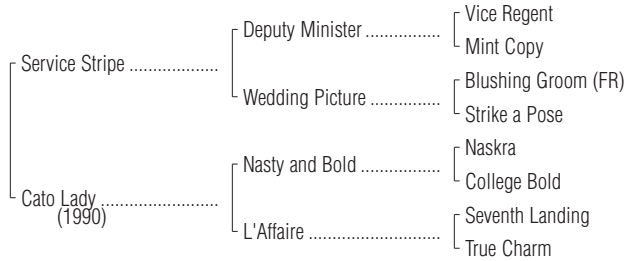 Vice Regent
Deputy Minister ................
Mint Copy
Service Stripe ...................
Blushing Groom (FR)
Wedding Picture ...............
Strike a Pose
Naskra
Nasty and Bold .................
College Bold
Cato Lady .........................
(1990)
Seventh Landing
L'Affaire ............................
True Charm